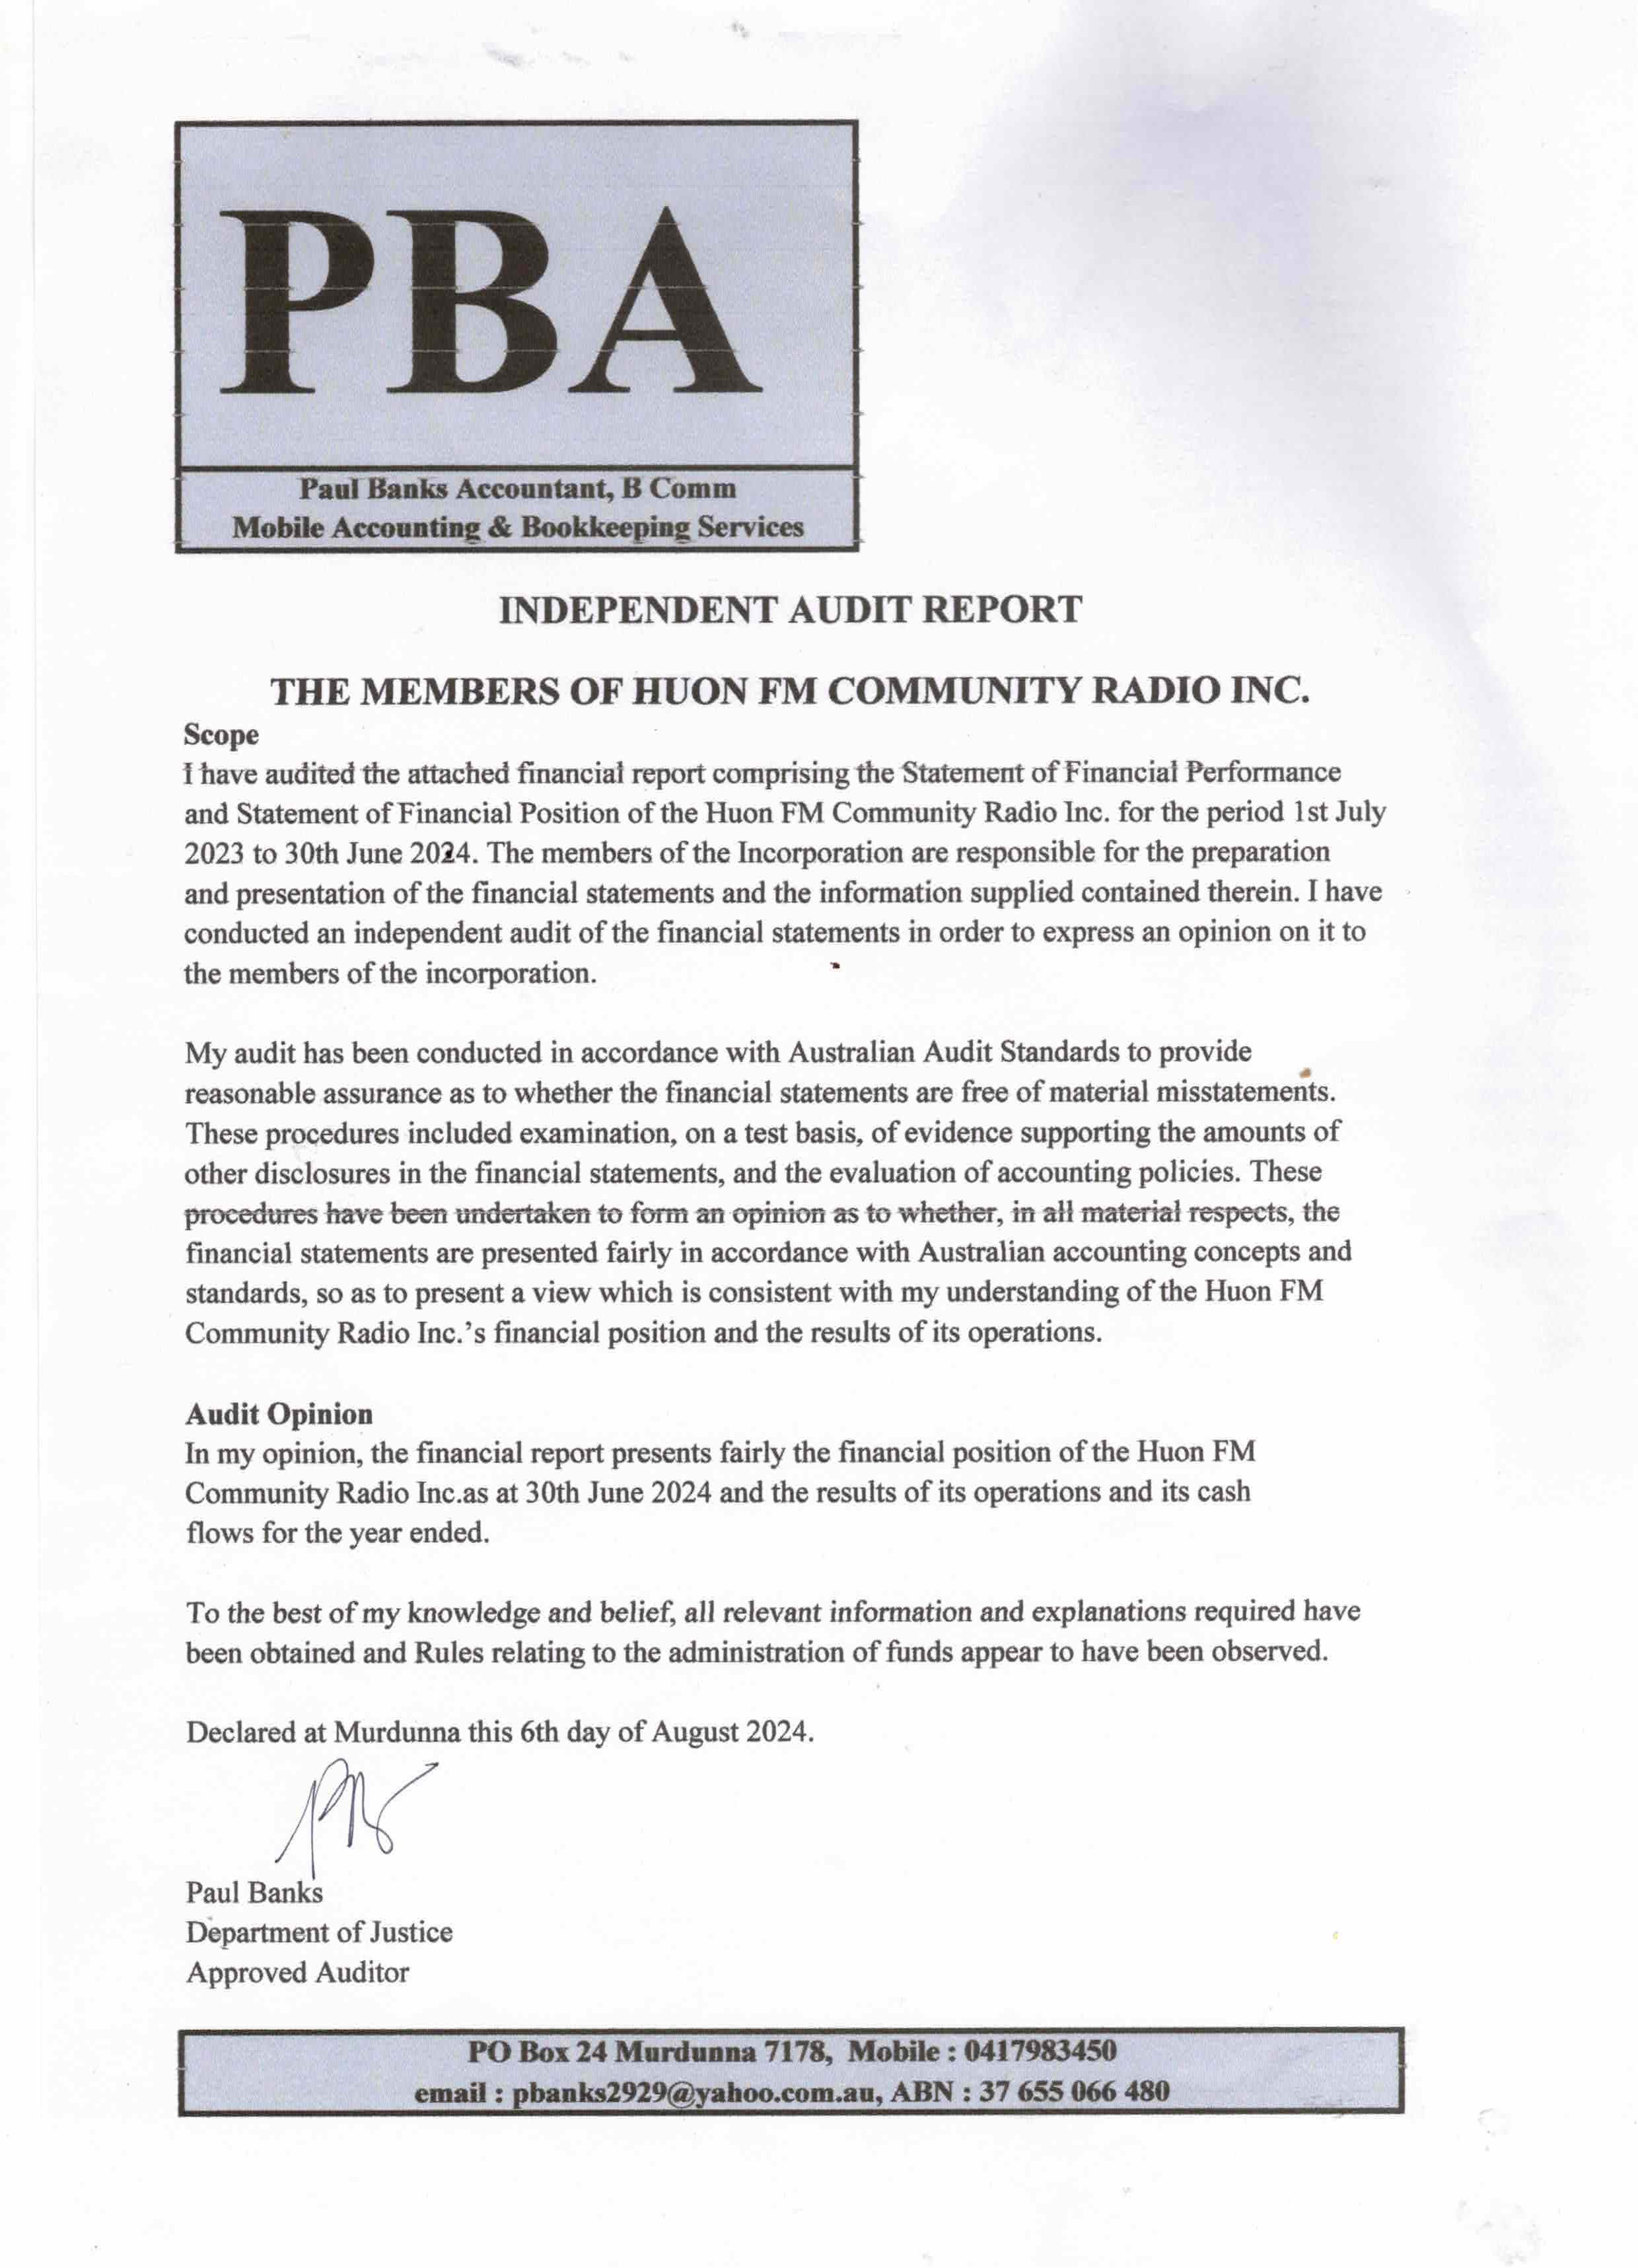 PBA
Paul Banks Accountant, B Comm
Mobile Accounting & Bookkeeping Services
INDEPENDENT AUDIT REPORT
THE MEMBERS OF HUON FM COMMUNITY RADIO INC.
Scope
I have audited the attached financial report comprising the Statement of Financial Performance
and Statement of Financial Position of the Huon FM Community Radio Inc. for the period 1st July
2023 to 30th June 2024. The members of the Incorporation are responsible for the preparation
and presentation of the financial statements and the information supplied contained therein. I have
conducted an independent audit of the financial statements in order to express an opinion on it to
the members of the incorporation.
My audit has been conducted in accordance with Australian Audit Standards to provide
reasonable assurance as to whether the financial statements are free of material misstatements.
These procedures included examination, on a test basis, of evidence supporting the amounts of
other disclosures in the financial statements, and the evaluation of accounting policies. These
procedures have been undertaken to form an opinion as to whether, in all material respects, the
financial statements are presented fairly in accordance with Australian accounting concepts and
standards, so as to present a view which is consistent with my understanding of the Huon FM
Community Radio Inc.'s financial position and the results of its operations.
Audit Opinion
In my opinion, the financial report presents fairly the financial position of the Huon FM
Community Radio Inc.as at 30th June 2024 and the results of its operations and its cash
flows for the year ended.
To the best of my knowledge and belief, all relevant information and explanations required have
been obtained and Rules relating to the administration of funds appear to have been observed.
Declared at Murdunna this 6th day of August 2024.
Paul Banks
Department of Justice
Approved Auditor
PO Box 24 Murdunna 7178, Mobile : 0417983450
email : pbanks2929@yahoo.com.au, ABN : 37 655 066 480